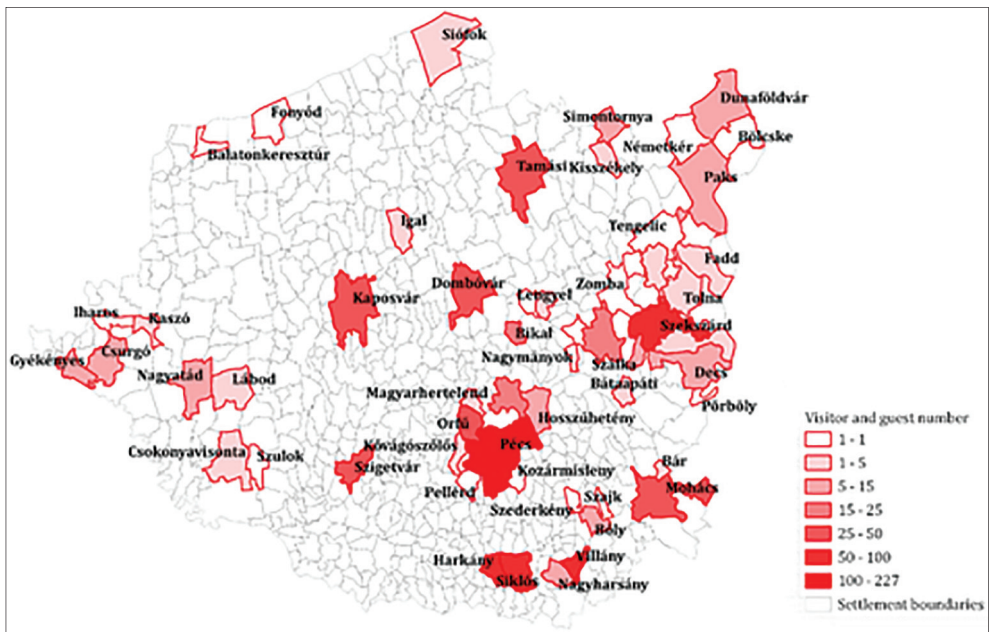 Siófok
Dunaföldvár
Fonyód
Simontornya
Bölcske
Németkér
Balatonkeresztúr
Tamási
Kisszékely
Paks
Igal
Tengelic
Fadd
Dombóvár
Zomba
Kaposvár
Lengyel
Tolna
Iharos
Kaszó
Szekszárd
Bikal
Csurgó
Gyékényes
Nagymányok
Szálka
Decs
Nagyatád
Lábod
Bátaapáti
Magyarhertelend
Pörböly
Hosszúhetény
Orfű
Visitor and guest number
Kővágószőlős
Pécs
1 - 1
Csokonyavisonta
Szulok
Szigetvár
Bár
1 - 5
Kozármisleny
5 - 15
Pellérd
Mohács
Szajk
15 - 25
Szederkény
Bóly
25 - 50
Villány
50 - 100
Harkány
Siklós
Nagyharsány
100 - 227
Settlement boundaries